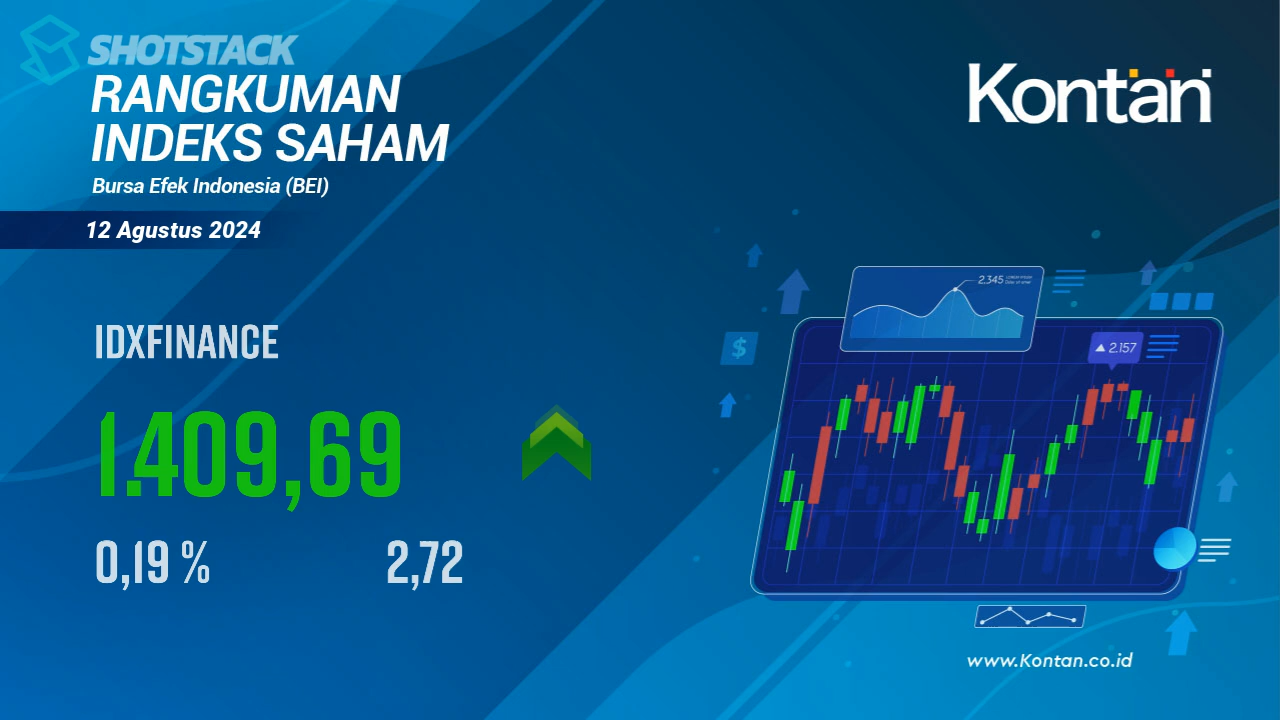 SHOTSTACK
RANGKUMAN
INDEKS SAHAM
Bursa Efek Indonesia (BEI)
12 Agustus 2024
Kontan
IDXFINANCE
1.409,69
0,19 %
2,72
2,345
$
2.157
www.Kontan.co.id